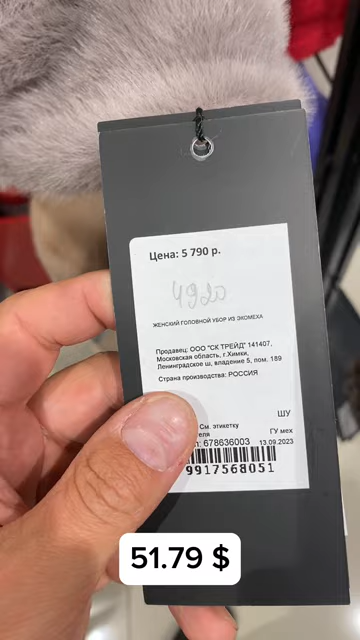 Цена: 5 790 р.
4920
ЖЕНСКИЙ ГОЛОВНОЙ УБОР ИЗ ЭКОМЕХА
Продавец: ООО "СК ТРЕЙД" 141407,
Московская область, г.Химки,
Ленинградское ш, владение 5, пом. 189
Страна производства: РОССИЯ
ШУ
См. этикетку
ГУ мех
678636003 13.09.2023
9917568051
51.79 $